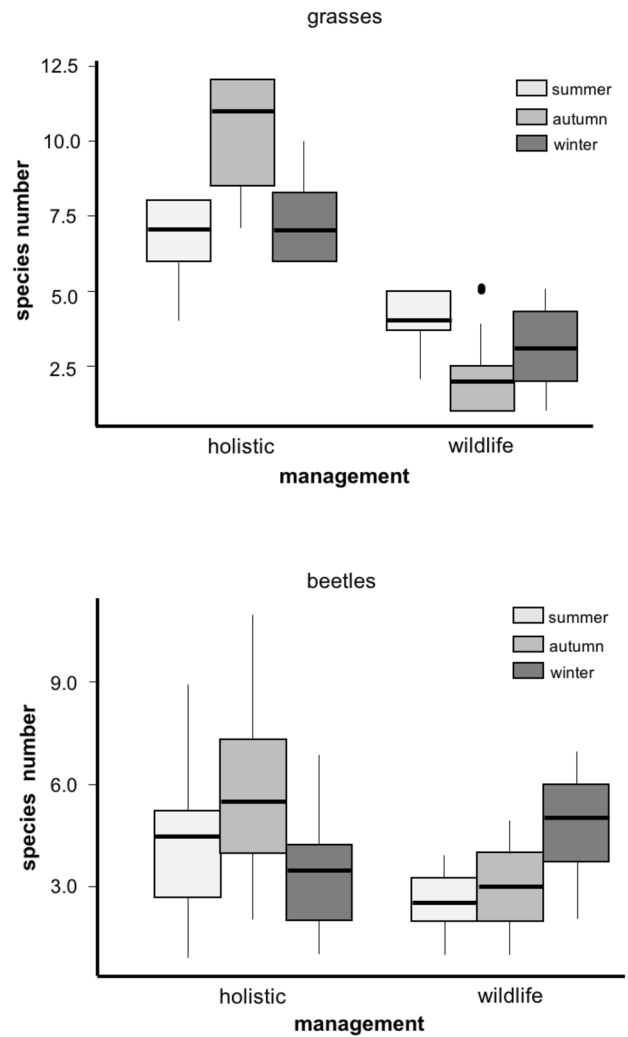 grasses
12.5
10.0
7.5
5.0
2.5
species number
summer
autumn
winter
holistic
wildlife
management
beetles
9.0
6.0
3.0
species number
summer
autumn
winter
holistic
wildlife
management